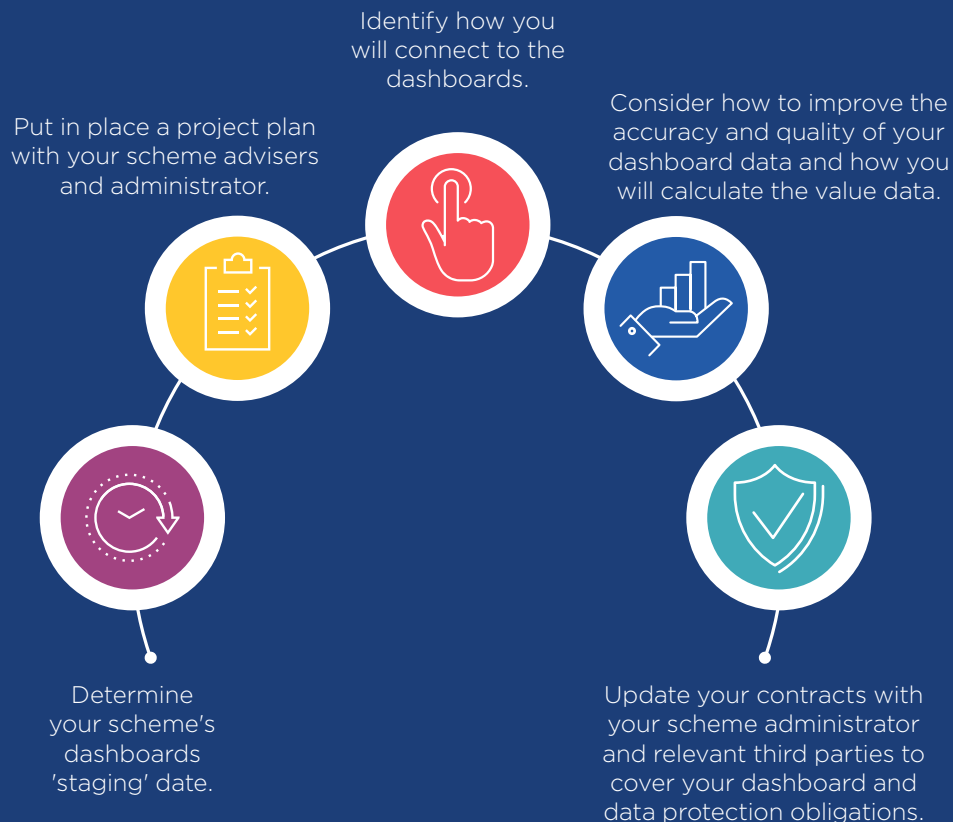 Identify how you
will connect to the
dashboards.
Put in place a project plan
with your scheme advisers
and administrator.
Consider how to improve the
accuracy and quality of your
dashboard data and how you
will calculate the value data.
Determine
your scheme's
dashboards
'staging' date.
Update your contracts with
your scheme administrator
and relevant third parties to
cover your dashboard and
data protection obligations.